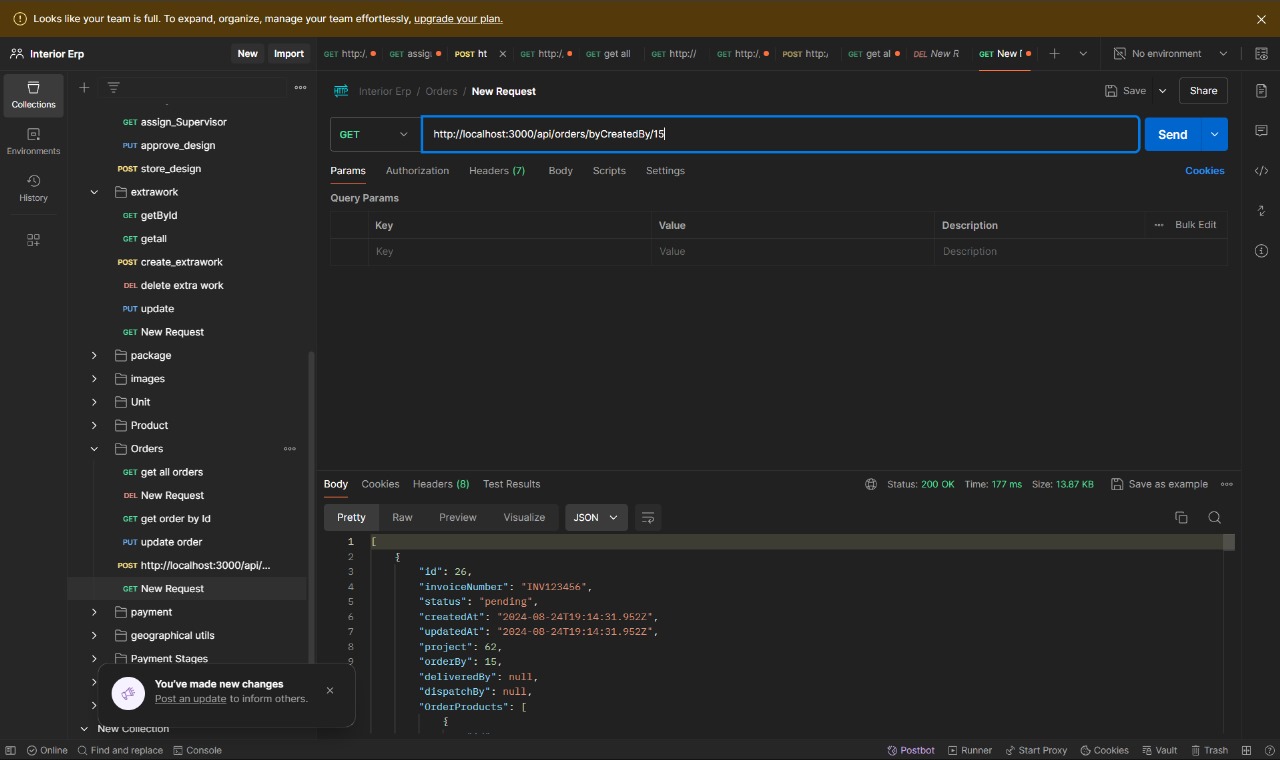 Looks like your team is full. To expand, organize, manage your team effortlessly, upgrade your plan.
Interior Erp
New Import
GET http:/. GET assigi POST ht GET http:/. GET get all GET http:// GET http:/. POST http:/ GET get al DEL New R GET New I
No environment
Collections
Environments
History
GET assign_Supervisor
PUT approve_design
POST store_design
extrawork
GET getById
GET getall
POST create_extrawork
DEL delete extra work
PUT update
GET New Request
package
images
Unit
Product
Orders
GET get all orders
DEL New Request
GET get order by Id
PUT update order
POST http://localhost:3000/api/...
GET New Request
payment
geographical utils
Payment Stages
You've made new changes
Post an update to inform others.
New Collection
Interior Erp / Orders / New Request
Save
Share
GET
http://localhost:3000/api/orders/byCreatedBy/15
Send
Params Authorization Headers (7) Body Scripts Settings
Cookies
Query Params
Key Value Description
Bulk Edit
Key Value Description
Body Cookies Headers (8) Test Results
Status: 200 OK Time: 177 ms Size: 13.87 KB
Save as example
Pretty Raw Preview Visualize JSON
1 [
2 {
3 "id": 26,
4 "invoiceNumber": "INV123456",
5 "status": "pending",
6 "createdAt": "2024-08-24T19:14:31.952Z",
7 "updatedAt": "2024-08-24T19:14:31.952Z",
8 "project": 62,
9 "orderBy": 15,
"deliveredBy": null,
"dispatchBy": null,
"OrderProducts": [
{
Online Find and replace Console
Postbot Runner Start Proxy Cookies Vault Trash